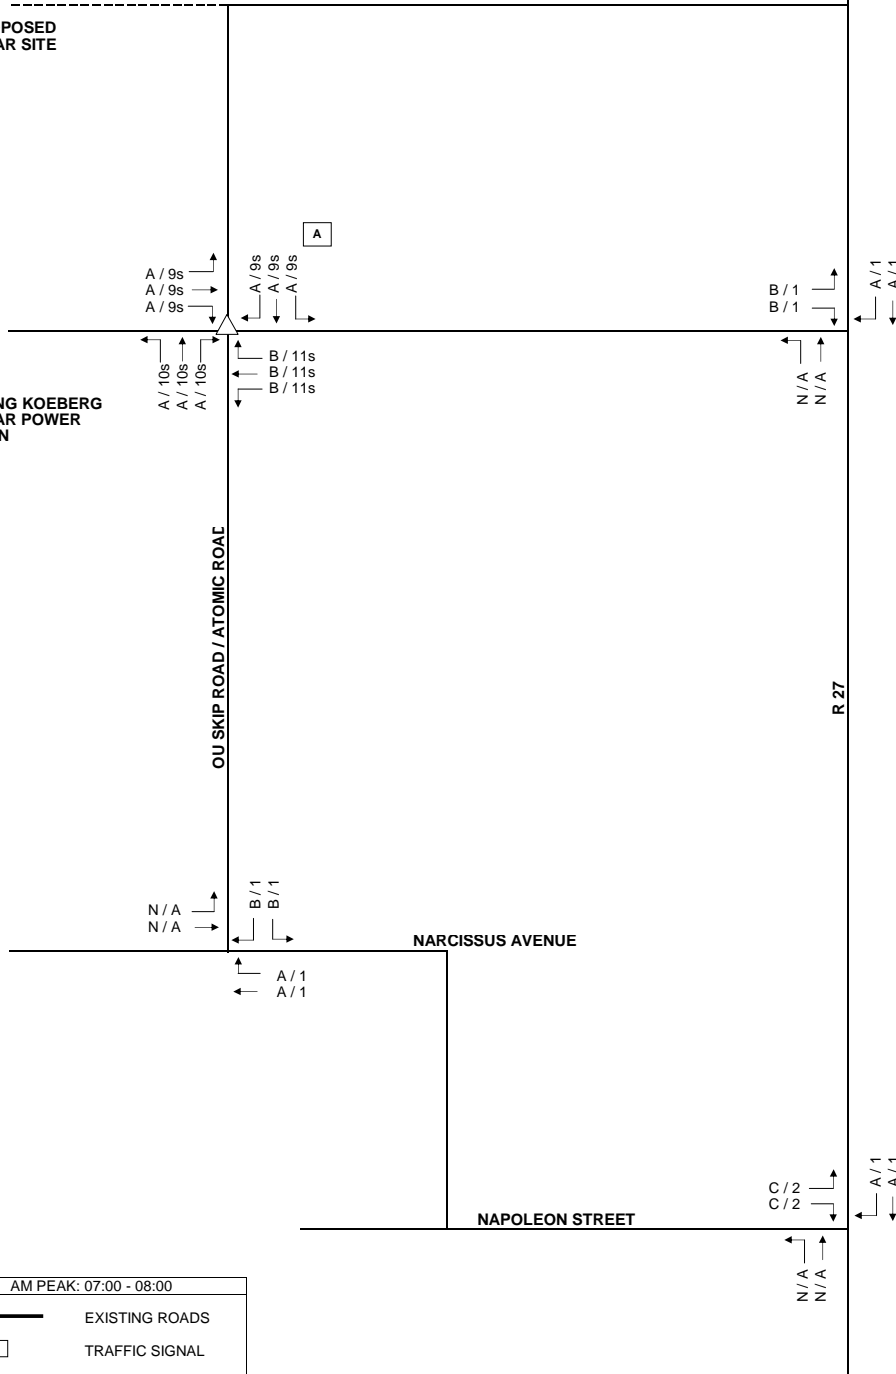 POSED
AR SITE
A
A / 9s
A / 9s
A / 9s
A / 9s
A / 9s
A / 9s
B / 1
B / 1
A / 1
A / 1
A / 10s
A / 10s
A / 10s
B / 11s
B / 11s
B / 11s
N / A
N / A
NG KOEBERG
AR POWER
N
OU SKIP ROAD / ATOMIC ROAD
R 27
N / A
N / A
B / 1
B / 1
NARCISSUS AVENUE
A / 1
A / 1
C / 2
C / 2
A / 1
A / 1
NAPOLEON STREET
N / A
N / A
AM PEAK: 07:00 - 08:00
EXISTING ROADS
TRAFFIC SIGNAL